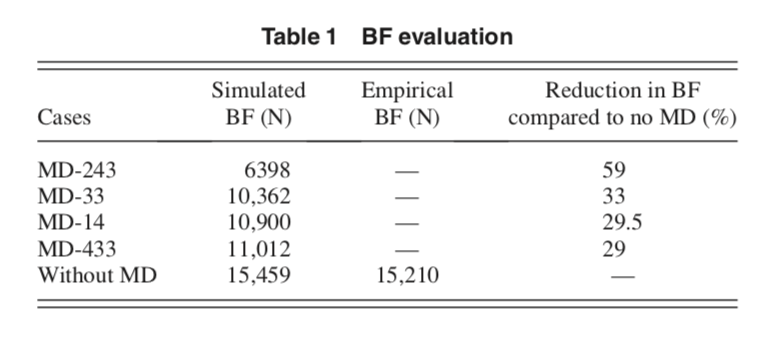 Table 1 BF evaluation
Simulated Empirical Reduction in BF
Cases BF (N) BF (N) compared to no MD (%)
MD-243 6398 — 59
MD-33 10,362 — 33
MD-14 10,900 — 29.5
MD-433 11,012 — 29
Without MD 15,459 15,210 —